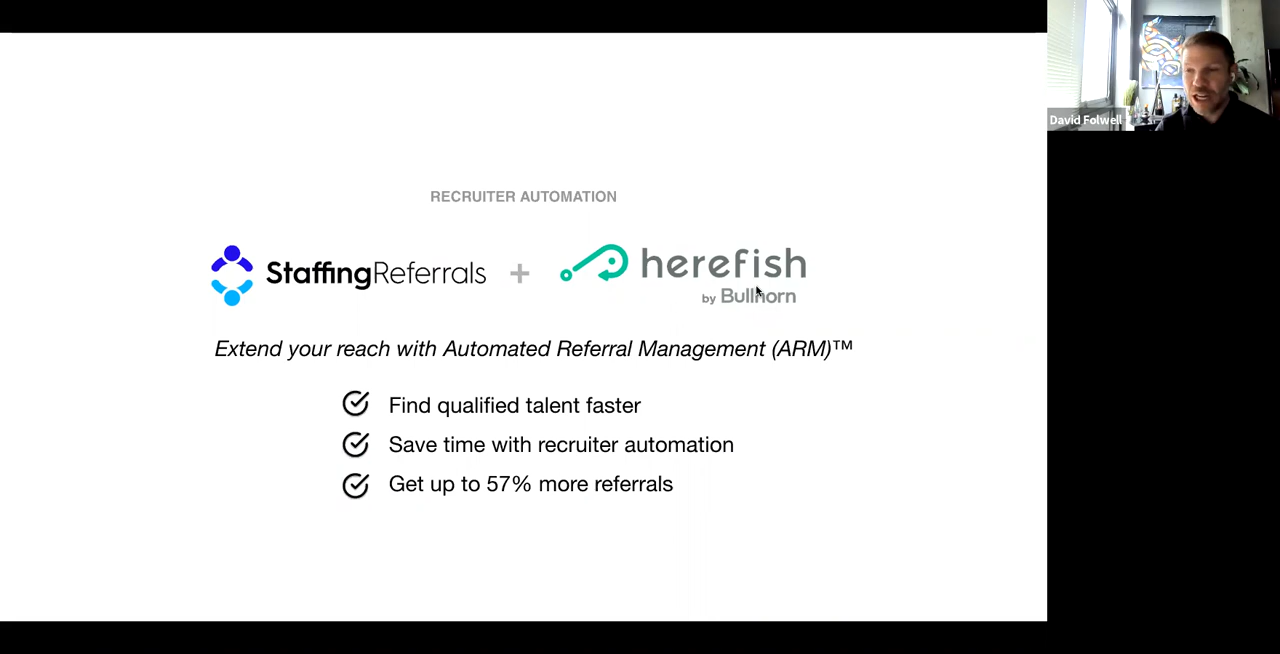 RECRUITER AUTOMATION
StaffingReferrals + herefish
by Bullhorn
Extend your reach with Automated Referral Management (ARM)™
Find qualified talent faster
Save time with recruiter automation
Get up to 57% more referrals
David Folwell